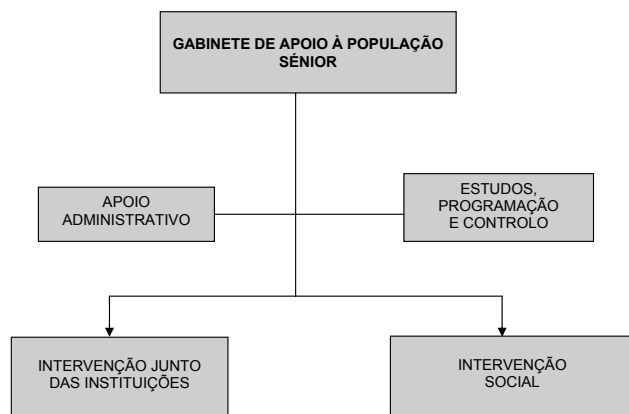 GABINETE DE APOIO À POPULAÇÃO
SÉNIOR
APOIO
ADMINISTRATIVO
ESTUDOS,
PROGRAMAÇÃO
E CONTROLO
INTERVENÇÃO JUNTO
DAS INSTITUIÇÕES
INTERVENÇÃO
SOCIAL